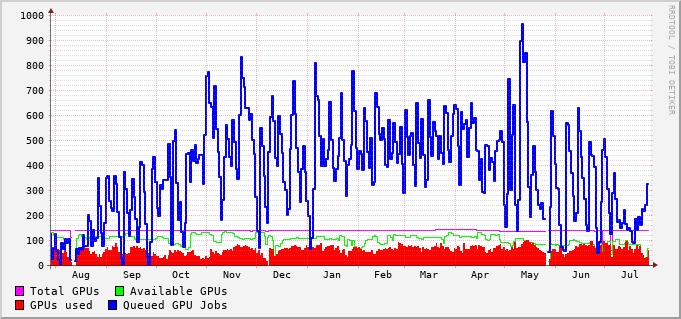 1000
900
800
700
600
500
400
300
200
100
0
Aug Sep Oct Nov Dec Jan Feb Mar Apr May Jun Jul
Total GPUs Available GPUs
GPUs used Queued GPU Jobs
RRDTOOL / TOBI OETIKER